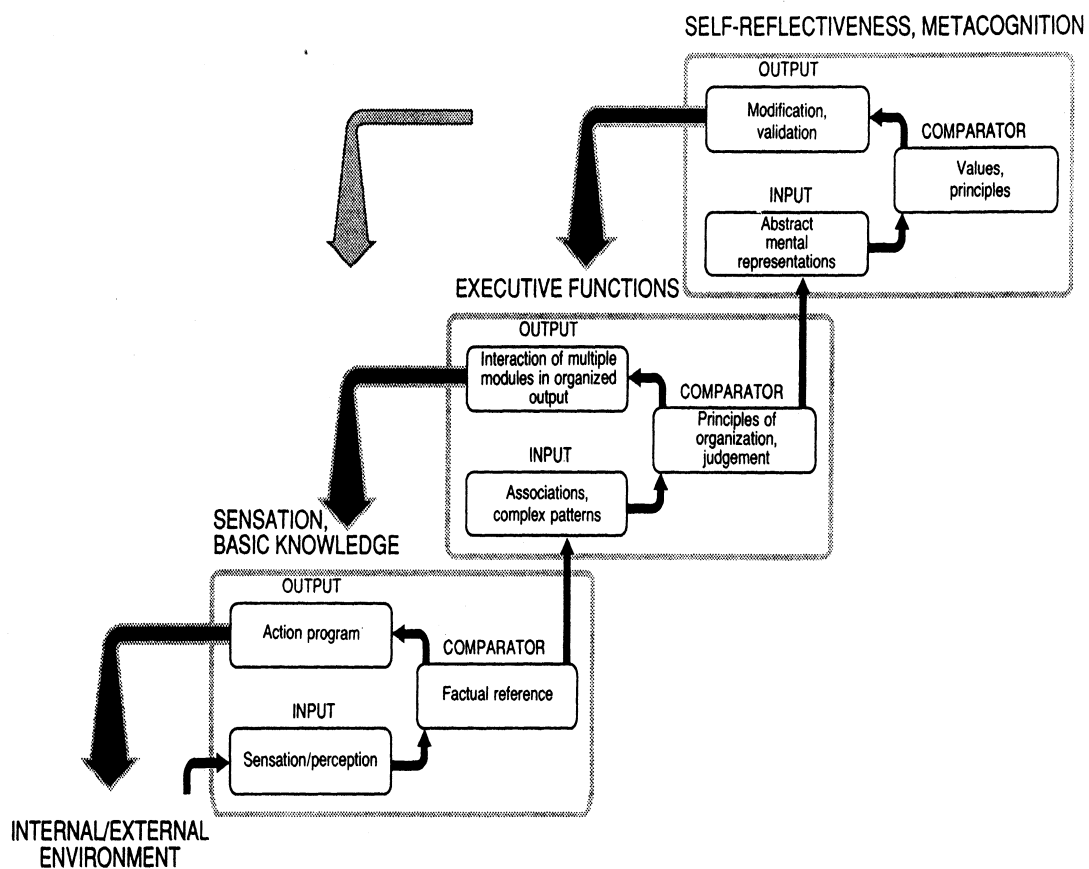 SELF-REFLECTIVENESS, METACOGNITION
OUTPUT
Modification,
validation
COMPARATOR
Values,
principles
INPUT
Abstract
mental
representations
EXECUTIVE FUNCTIONS
OUTPUT
Interaction of multiple
modules in organized
output
COMPARATOR
Principles of
organization,
judgement
INPUT
Associations,
complex patterns
SENSATION,
BASIC KNOWLEDGE
OUTPUT
Action program
COMPARATOR
Factual reference
INPUT
Sensation/perception
INTERNAL/EXTERNAL
ENVIRONMENT